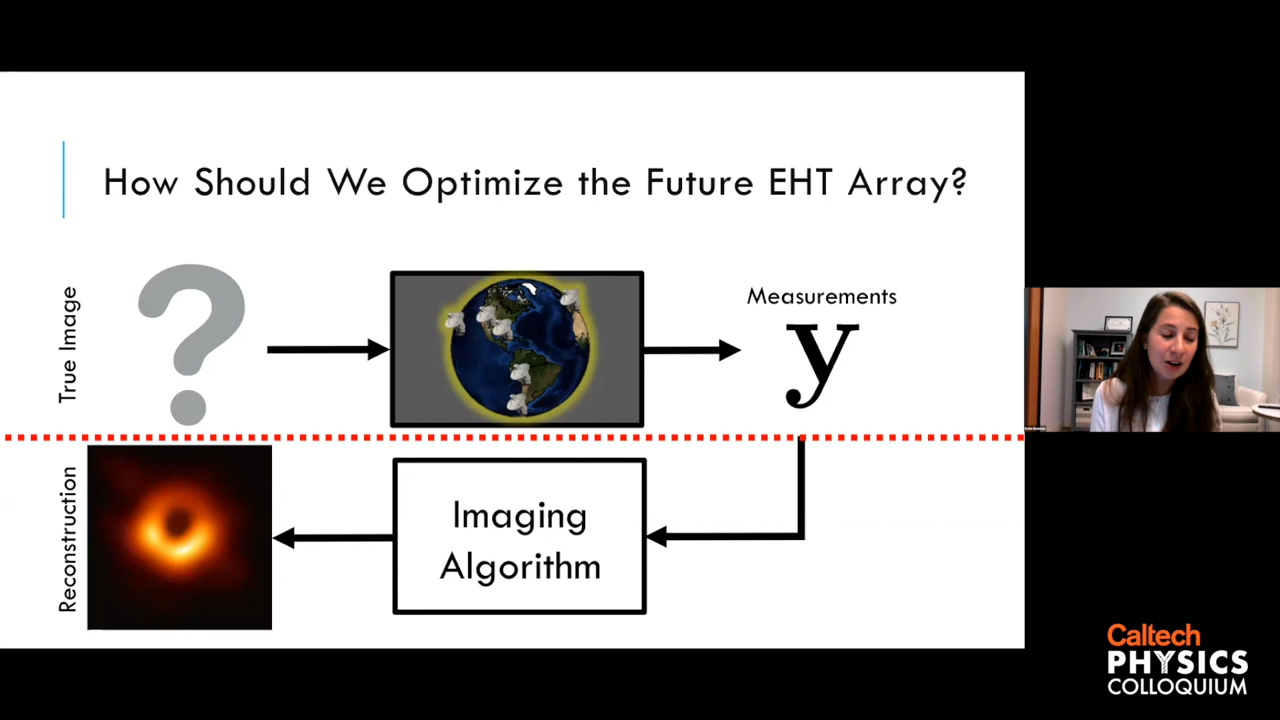 How Should We Optimize the Future EHT Array?
True Image
?
Measurements
y
Reconstruction
Imaging
Algorithm
Caltech
PHYSICS
COLLOQUIUM